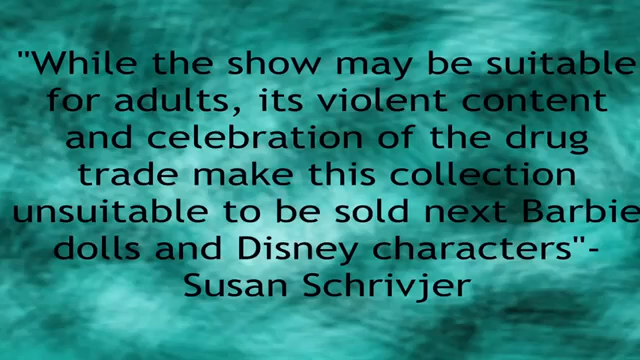 "While the show may be suitable
for adults, its violent content
and celebration of the drug
trade make this collection
unsuitable to be sold next Barbie
dolls and Disney characters"-
Susan Schrivjer